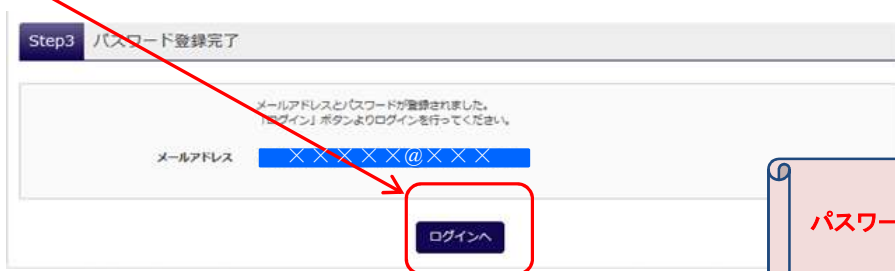 Step3 パスワード登録完了
メールアドレスとパスワードが登録されました。
「ログイン」ボタンよりログインを行ってください。
メールアドレス ×××××@×××
ログインへ
パスワー